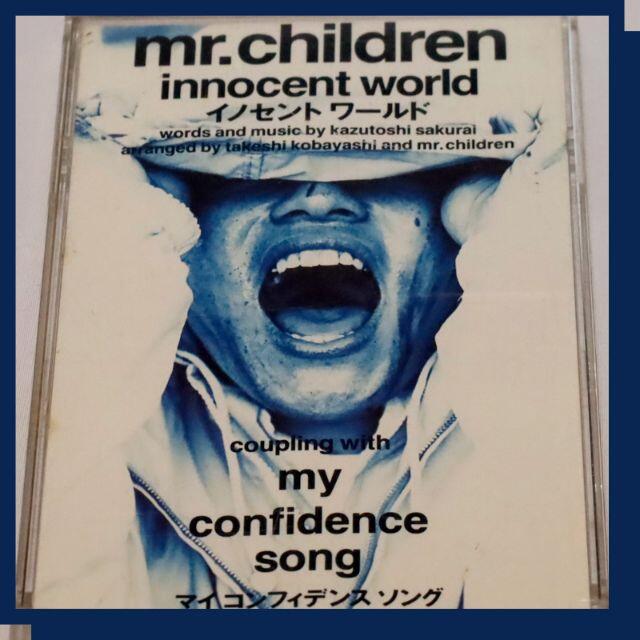 mr.children
innocent world
イノセント ワールド
words and music by kazutoshi sakurai
arranged by takeshi kobayashi and mr.children
coupling with
my
confidence
song
マイ コンフィデンス ソング